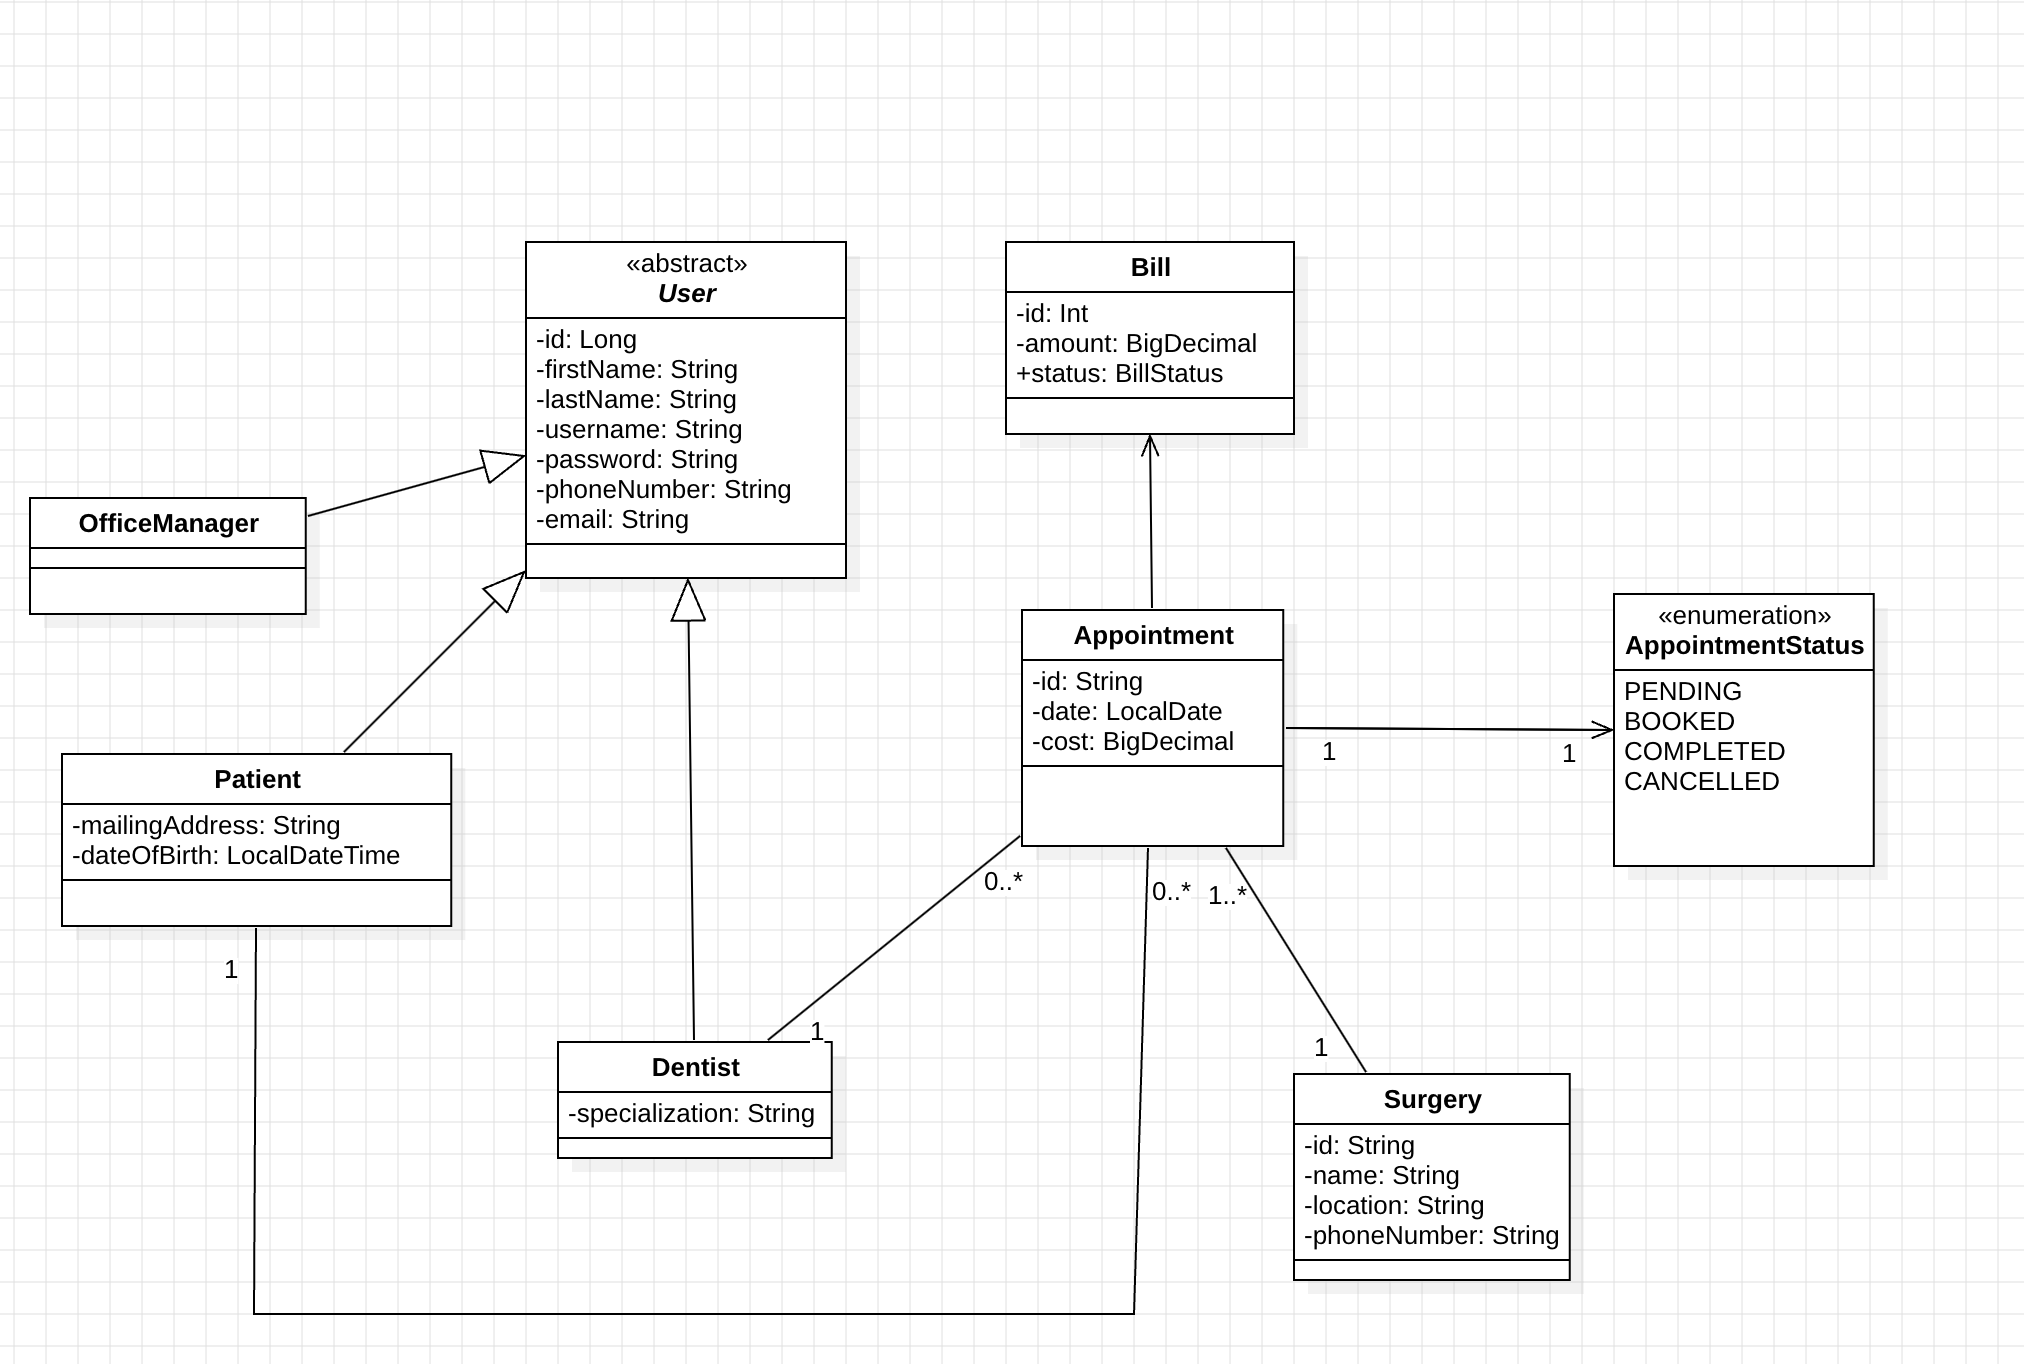 «abstract»
User
-id: Long
-firstName: String
-lastName: String
-username: String
-password: String
-phoneNumber: String
-email: String
Bill
-id: Int
-amount: BigDecimal
+status: BillStatus
OfficeManager
Appointment
-id: String
-date: LocalDate
-cost: BigDecimal
«enumeration»
AppointmentStatus
PENDING
BOOKED
COMPLETED
CANCELLED
1
1
Patient
-mailingAddress: String
-dateOfBirth: LocalDateTime
0..*
0..*
1..*
1
1
1
Dentist
-specialization: String
Surgery
-id: String
-name: String
-location: String
-phoneNumber: String